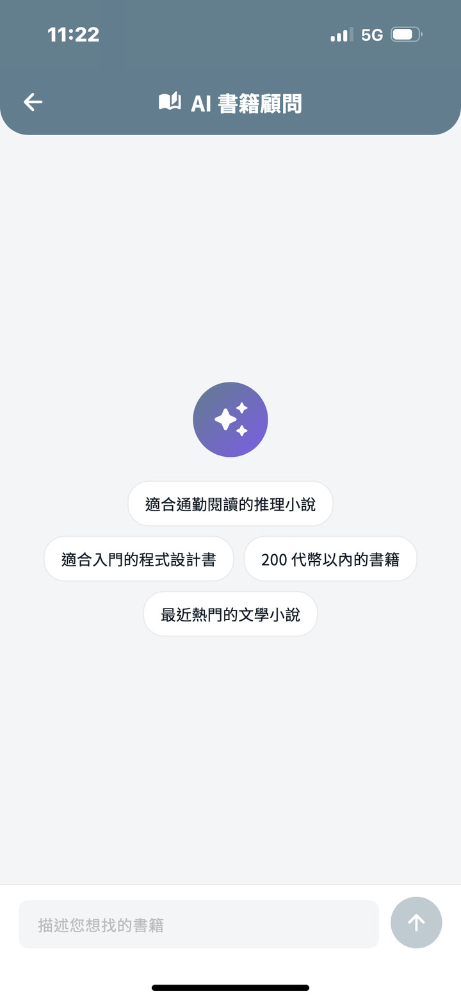 11:22 5G
AI 書籍顧問
適合通勤閱讀的推理小說
適合入門的程式設計書
200 代幣以內的書籍
最近熱門的文學小說
描述您想找的書籍